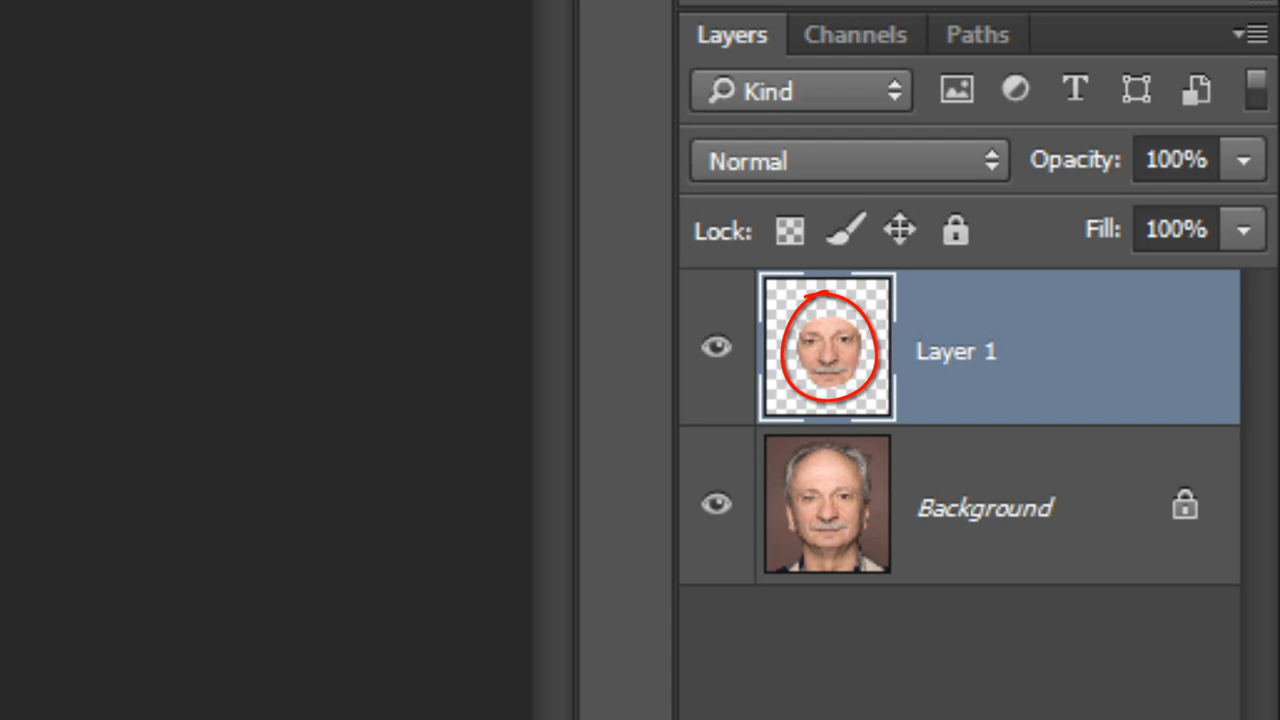 Layers Channels Paths
Kind T
Normal Opacity: 100%
Lock: Fill: 100%
Layer 1
Background